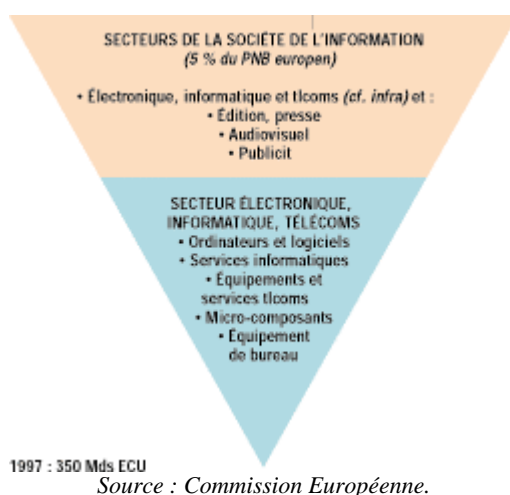 SECTEURS DE LA SOCIÉTE DE L'INFORMATION
(5 % du PNB europen)
• Électronique, informatique et tlcoms (cf. infra) et :
• Édition, presse
• Audiovisuel
• Publicit
SECTEUR ÉLECTRONIQUE,
INFORMATIQUE, TÉLÉCOMS
• Ordinateurs et logiciels
• Services informatiques
• Équipements et
services tlcoms
• Micro-composants
• Équipement
de bureau
1997 : 350 Mds ECU
Source : Commission Européenne.